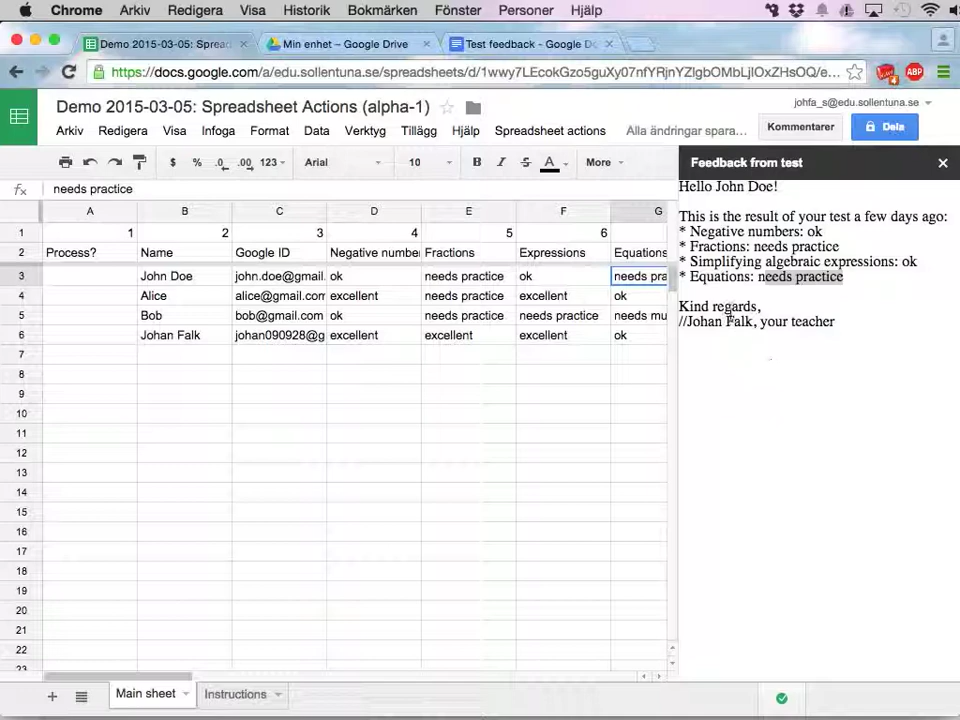 Chrome Arkiv Redigera Visa Historik Bokmärken Fönster Personer Hjälp
Demo 2015-03-05: Spreads Min enhet – Google Drive Test feedback - Google Do
https://docs.google.com/a/edu.sollentuna.se/spreadsheets/d/
Demo 2015-03-05: Spreadsheet Actions (alpha-1)
johfa_s@edu.sollentuna.se
Arkiv Redigera Visa Infoga Format Data Verktyg Tillägg Hjälp Spreadsheet actions Alla ändringar spara... Kommentarer Dela
$ % .0 .00 123 Arial 10 B I S A More
Feedback from test
fx needs practice
A B C D E F G
1 1 2 3 4 5 6
2 Process? Name Google ID Negative number Fractions Expressions Equations
3 John Doe john.doe@gmail. ok needs practice ok needs pra
4 Alice alice@gmail.com excellent needs practice excellent ok
5 Bob bob@gmail.com ok needs practice needs practice needs mu
6 Johan Falk johan090928@g excellent excellent excellent ok
7
8
9
10
11
12
13
14
15
16
17
18
19
20
21
22
23
Hello John Doe!
This is the result of your test a few days ago:
* Negative numbers: ok
* Fractions: needs practice
* Simplifying algebraic expressions: ok
* Equations: needs practice
Kind regards,
//Johan Falk, your teacher
+ Main sheet Instructions